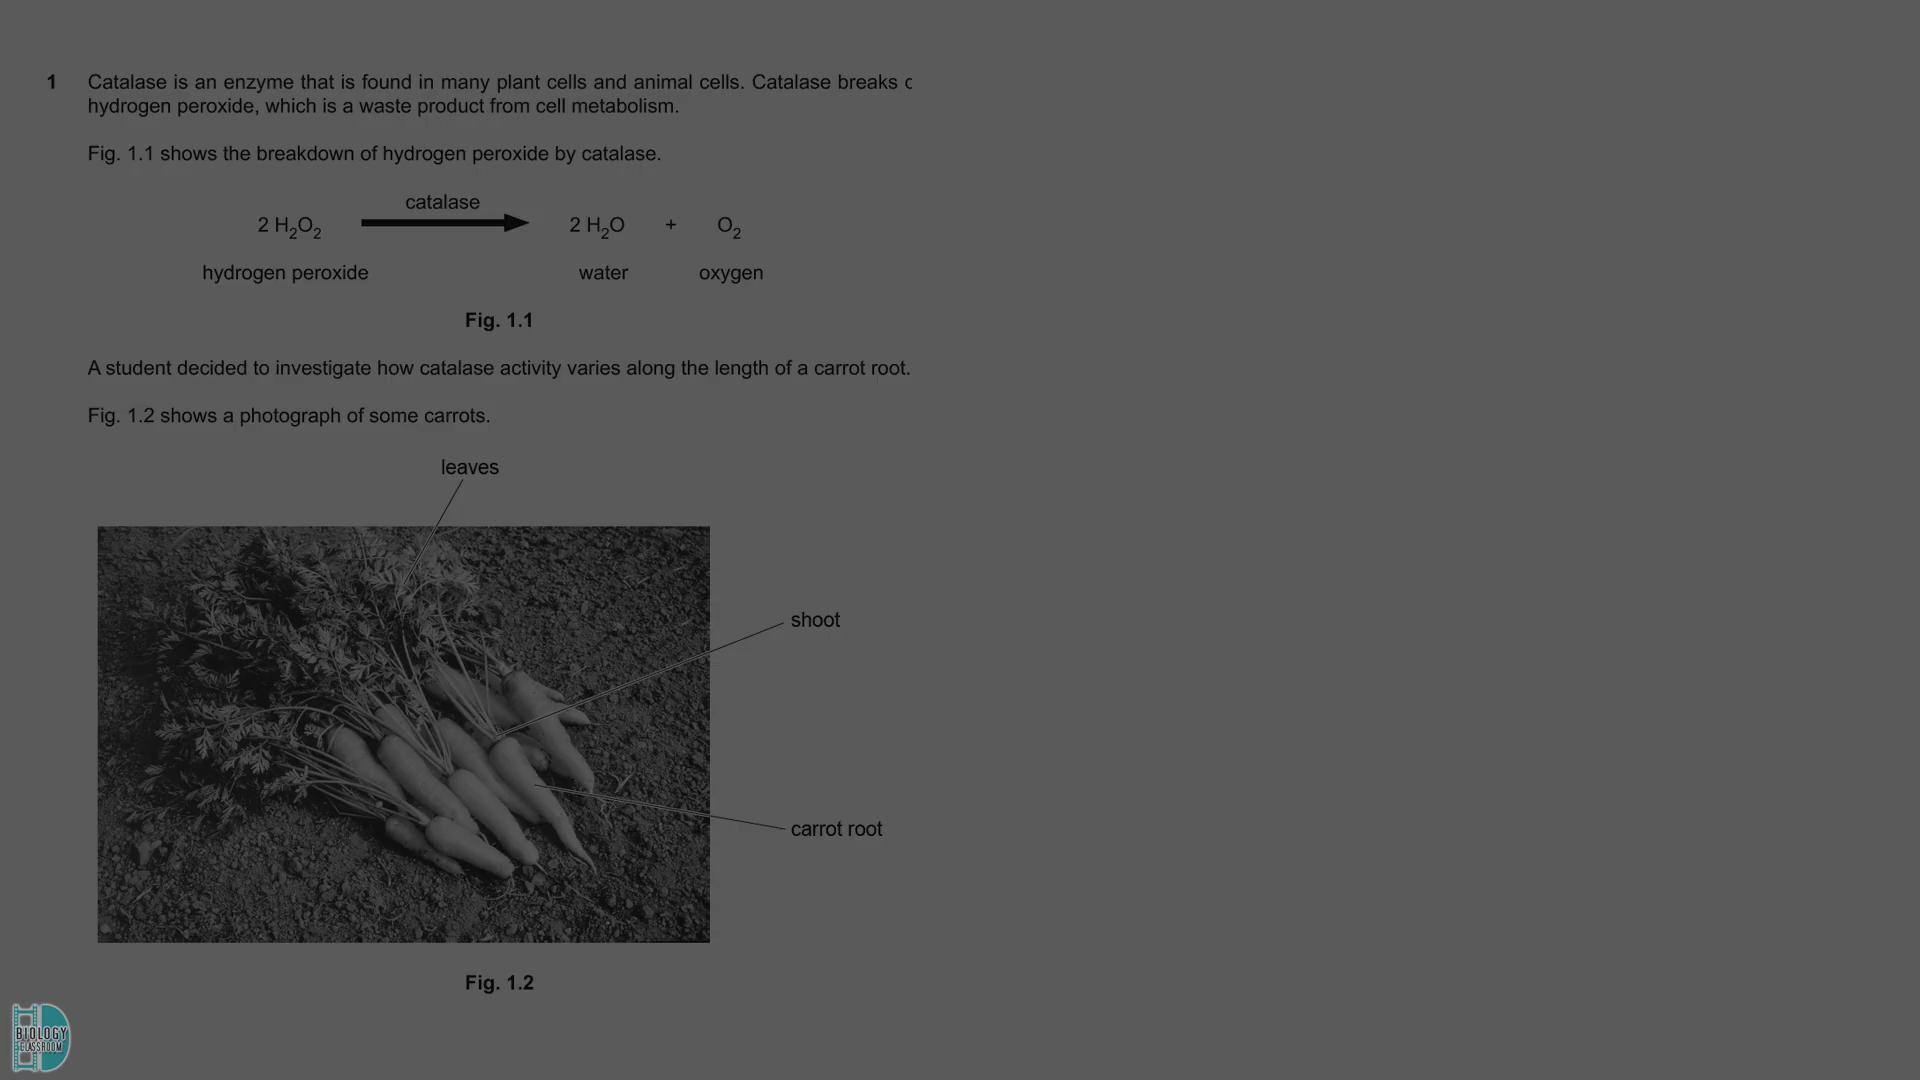 1 Catalase is an enzyme that is found in many plant cells and animal cells. Catalase breaks
hydrogen peroxide, which is a waste product from cell metabolism.
Fig. 1.1 shows the breakdown of hydrogen peroxide by catalase.
catalase
2 H₂O₂ 2 H₂O + O₂
hydrogen peroxide water oxygen
Fig. 1.1
A student decided to investigate how catalase activity varies along the length of a carrot root.
Fig. 1.2 shows a photograph of some carrots.
leaves
shoot
carrot root
Fig. 1.2
BIOLOGY
CLASSROOM